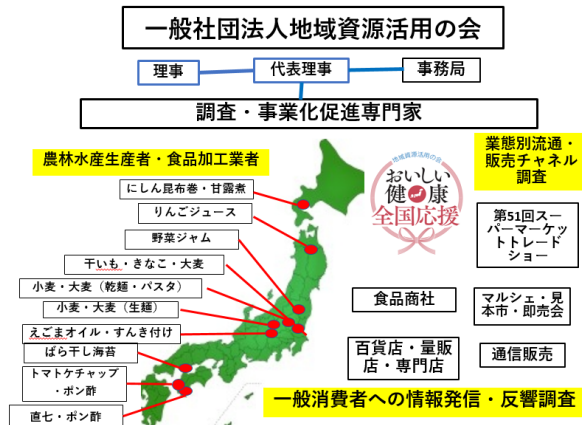 一般社団法人地域資源活用の会
理事
代表理事
事務局
調査・事業化促進専門家
農林水産生産者・食品加工業者
にしん昆布巻・甘露煮
りんごジュース
野菜ジャム
干いも・きなこ・大麦
小麦・大麦（乾麺・パスタ）
小麦・大麦（生麺）
えごまオイル・すんき付け
ばら干し海苔
トマトケチャップ
・ポン酢
直七・ポン酢
地域資源活用の会
おいしい
健康
全国応援
業態別流通・
販売チャネル
調査
第51回スー
パーマーケッ
トトレード
ショー
食品商社
マルシェ・見
本市・即売会
百貨店・量販
店・専門店
通信販売
一般消費者への情報発信・反響調査